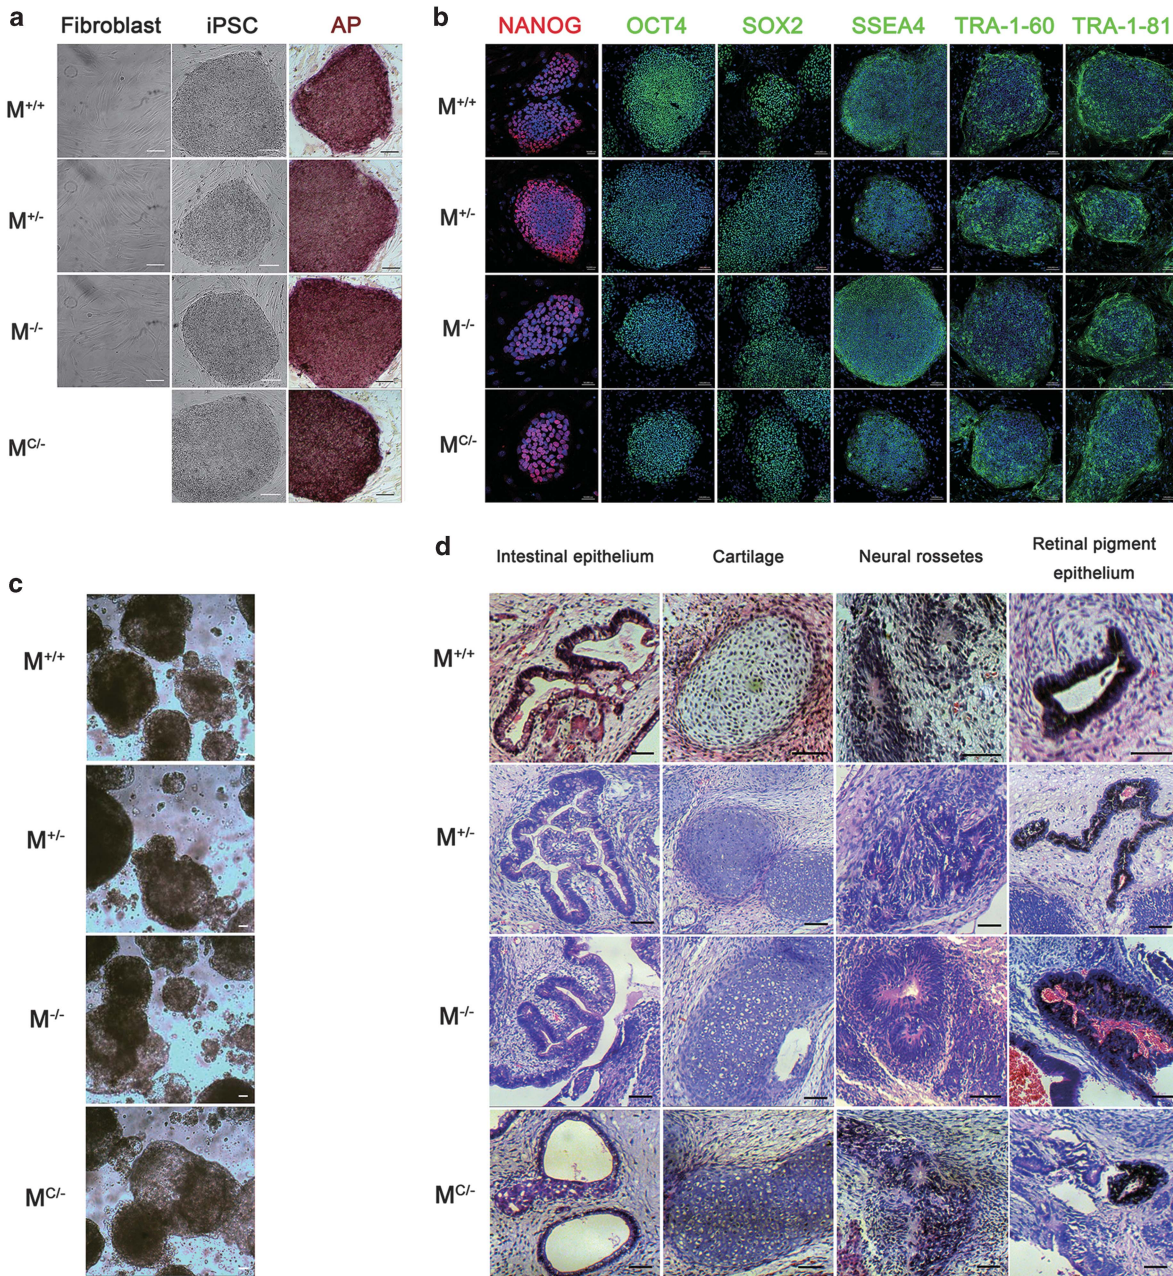 a
Fibroblast iPSC AP
M+/+
M+/-
M-/-
MC/-
b
NANOG OCT4 SOX2 SSEA4 TRA-1-60 TRA-1-81
M+/+
M+/-
M-/-
MC/-
c
M+/+
M+/-
M-/-
MC/-
d
Intestinal epithelium Cartilage Neural rossetes Retinal pigment
epithelium
M+/+
M+/-
M-/-
MC/-